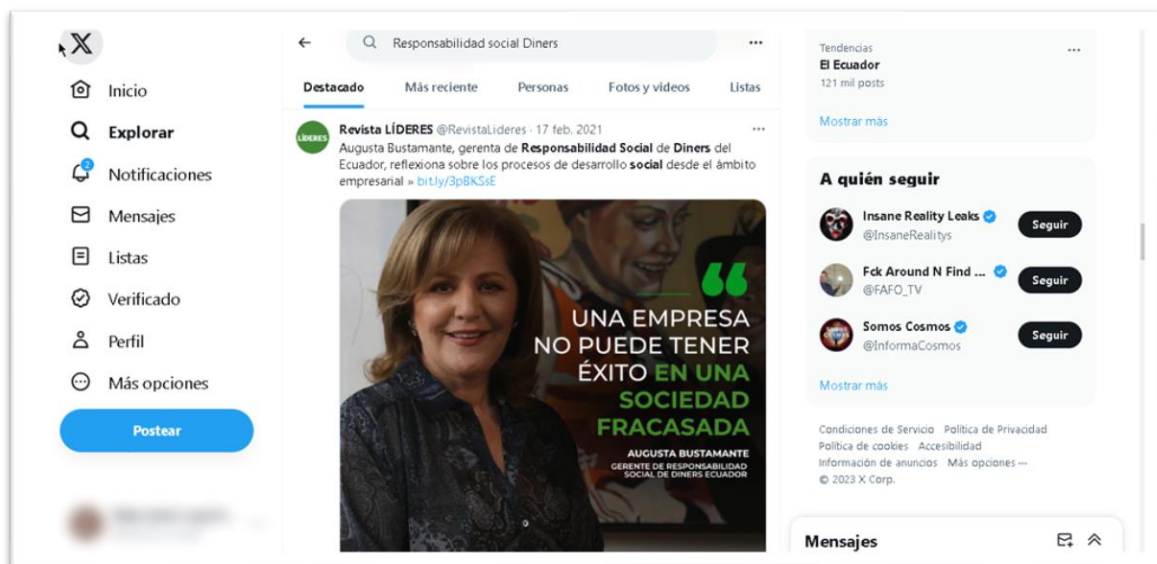 X
Inicio
Explorar
2
Notificaciones
Mensajes
Listas
Verificado
Perfil
Más opciones
Postear
Responsabilidad social Diners
Destacado Más reciente Personas Fotos y videos Listas
LÍDERES
Revista LÍDERES @RevistaLideres · 17 feb. 2021
Augusta Bustamante, gerenta de Responsabilidad Social de Diners del
Ecuador, reflexiona sobre los procesos de desarrollo social desde el ámbito
empresarial » bit.ly/3pBKSsE
UNA EMPRESA
NO PUEDE TENER
ÉXITO EN UNA
SOCIEDAD
FRACASADA
AUGUSTA BUSTAMANTE
GERENTE DE RESPONSABILIDAD
SOCIAL DE DINERS ECUADOR
Tendencias
El Ecuador
121 mil posts
Mostrar más
A quién seguir
Insane Reality Leaks
@InsaneRealitys
Seguir
Fck Around N Find ...
@FAFO_TV
Seguir
Somos Cosmos
@InformaCosmos
Seguir
Mostrar más
Condiciones de Servicio Política de Privacidad
Política de cookies Accesibilidad
Información de anuncios Más opciones ···
© 2023 X Corp.
Mensajes